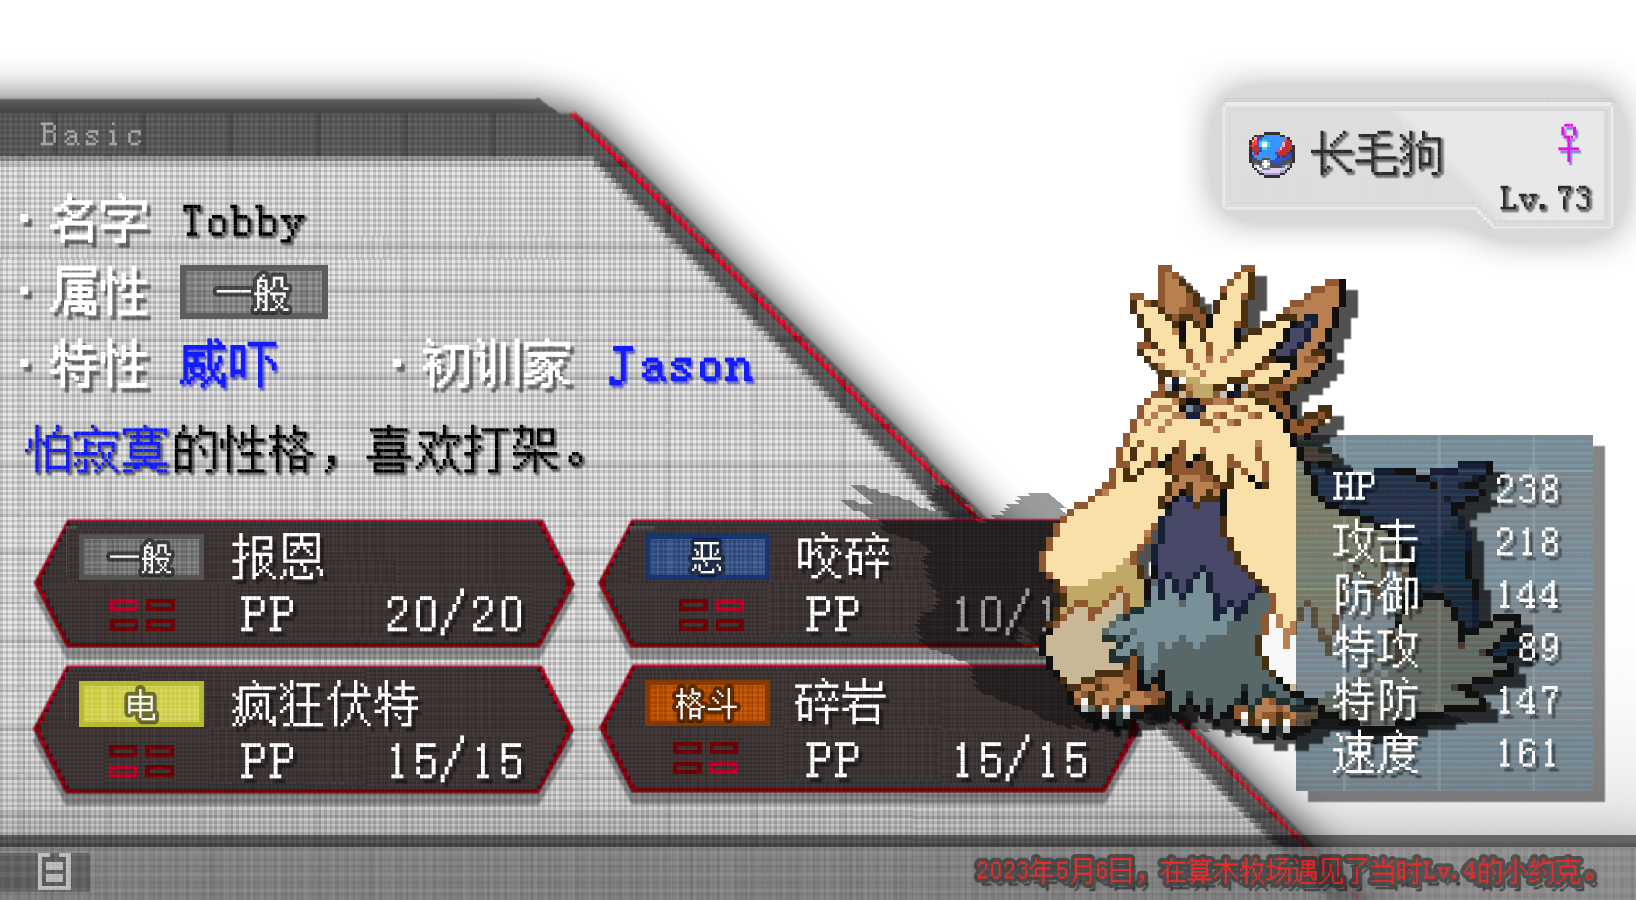 Basic
长毛狗 ♀
Lv.73
·名字 Tobby
·属性 一般
·特性 威吓 ·初训家 Jason
怕寂寞的性格，喜欢打架。
一般 报恩
PP 20/20
恶 咬碎
PP 10/1
电 疯狂伏特
PP 15/15
格斗 碎岩
PP 15/15
HP 238
攻击 218
防御 144
特攻 89
特防 147
速度 161
2023年5月6日，在算木牧场遇见了当时Lv.4的小约克。